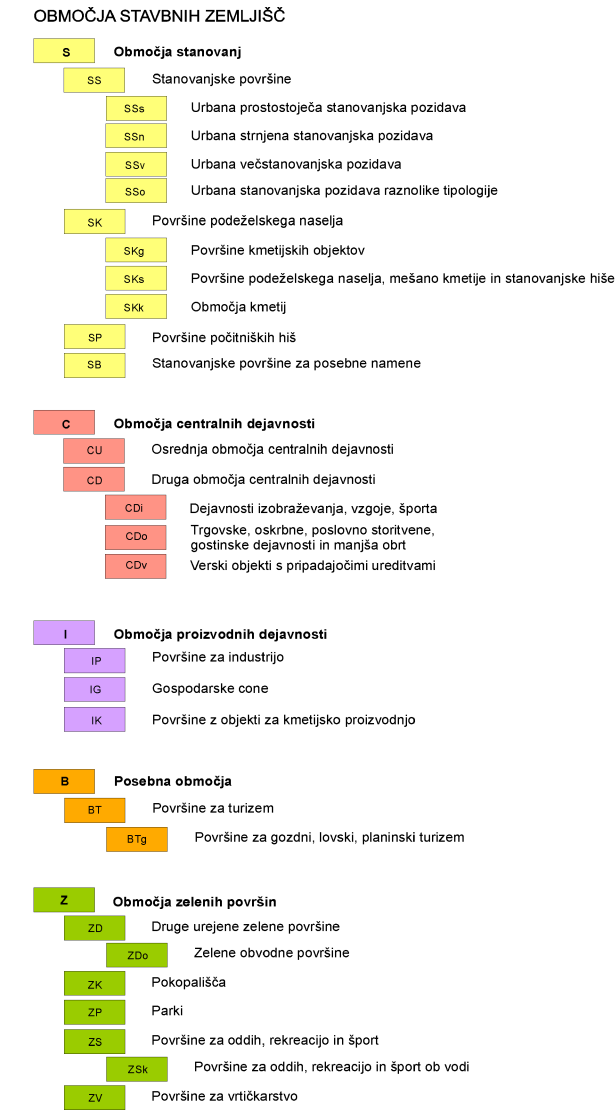 OBMOČJA STAVBNIH ZEMLJIŠČ
S Območja stanovanj
SS Stanovanjske površine
SSs Urbana prostostoječa stanovanjska pozidava
SSn Urbana strnjena stanovanjska pozidava
SSv Urbana večstanovanjska pozidava
SSo Urbana stanovanjska pozidava raznolike tipologije
SK Površine podeželskega naselja
SKg Površine kmetijskih objektov
SKs Površine podeželskega naselja, mešano kmetije in stanovanjske hiše
SKk Območja kmetij
SP Površine počitniških hiš
SB Stanovanjske površine za posebne namene
C Območja centralnih dejavnosti
CU Osrednja območja centralnih dejavnosti
CD Druga območja centralnih dejavnosti
CDi Dejavnosti izobraževanja, vzgoje, športa
CDo Trgovske, oskrbne, poslovno storitvene,
gostinske dejavnosti in manjša obrt
CDv Verski objekti s pripadajočimi ureditvami
I Območja proizvodnih dejavnosti
IP Površine za industrijo
IG Gospodarske cone
IK Površine z objekti za kmetijsko proizvodnjo
B Posebna območja
BT Površine za turizem
BTg Površine za gozdni, lovski, planinski turizem
Z Območja zelenih površin
ZD Druge urejene zelene površine
ZDo Zelene obvodne površine
ZK Pokopališča
ZP Parki
ZS Površine za oddih, rekreacijo in šport
ZSk Površine za oddih, rekreacijo in šport ob vodi
ZV Površine za vrtičkarstvo